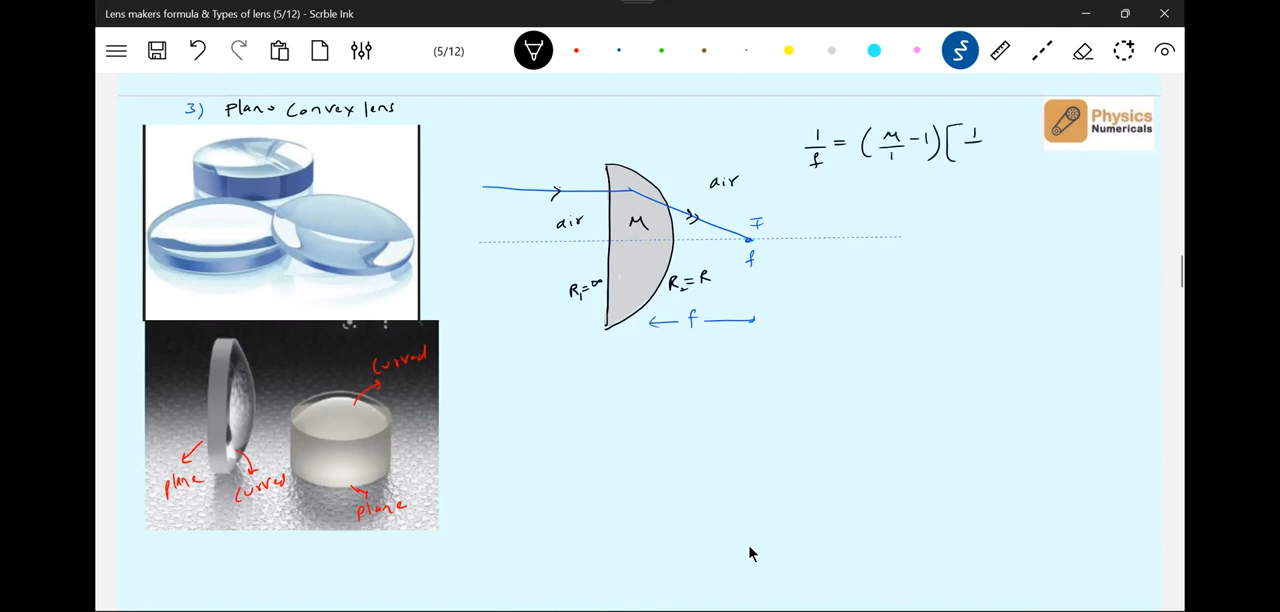 Lens makers formula & Types of lens (5/12) - Scrble Ink
(5/12)
3) Plano Convex lens
Physics
Numericals
1/f = (μ/1 - 1) [ 1/
air
air
μ
F
f
R₁=∞
R₂=R
f
curved
plane
curved
plane